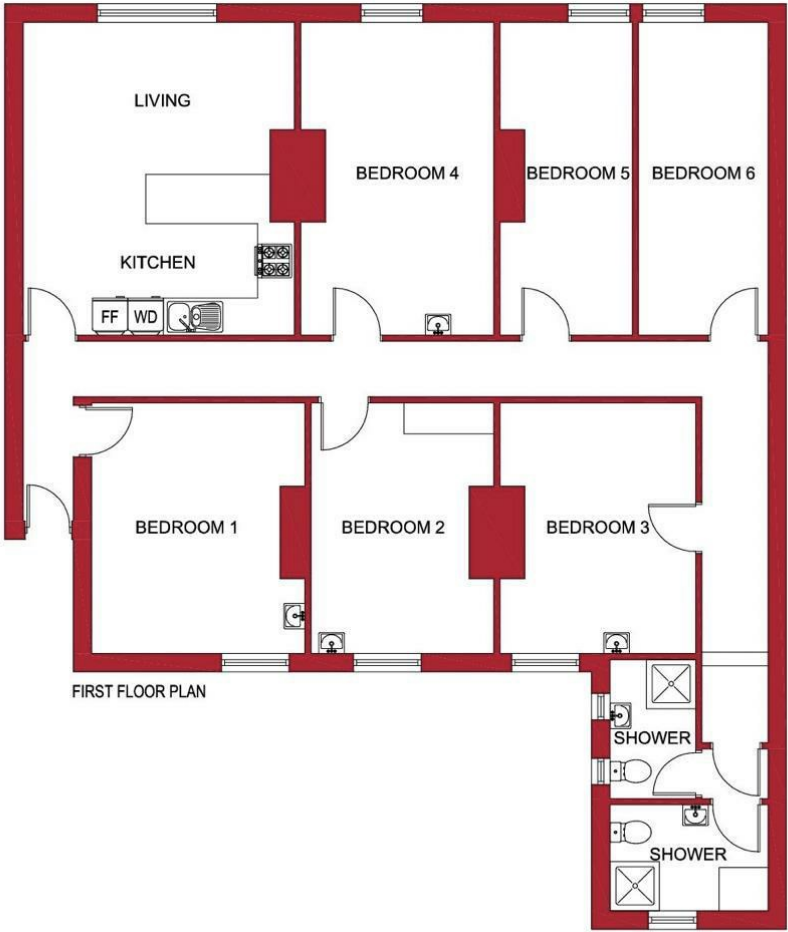 LIVING
BEDROOM 4
BEDROOM 5
BEDROOM 6
KITCHEN
FF
WD
BEDROOM 1
BEDROOM 2
BEDROOM 3
FIRST FLOOR PLAN
SHOWER
SHOWER